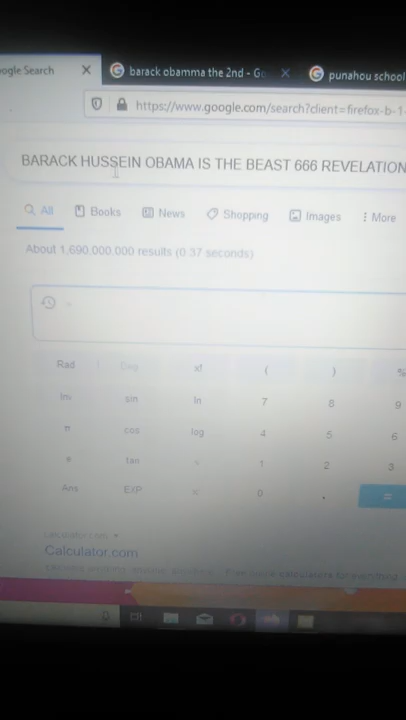 ogle Search
barack obamma the 2nd - Go
punahou school
https://www.google.com/search?client=firefox-b-1-
BARACK HUSSEIN OBAMA IS THE BEAST 666 REVELATION
All Books News Shopping Images More
About 1,690,000,000 results (0.37 seconds)
Rad x! ( ) %
Inv sin ln 7 8 9
π cos log 4 5 6
e tan 1 2 3
Ans EXP 0 . =
Calculator.com